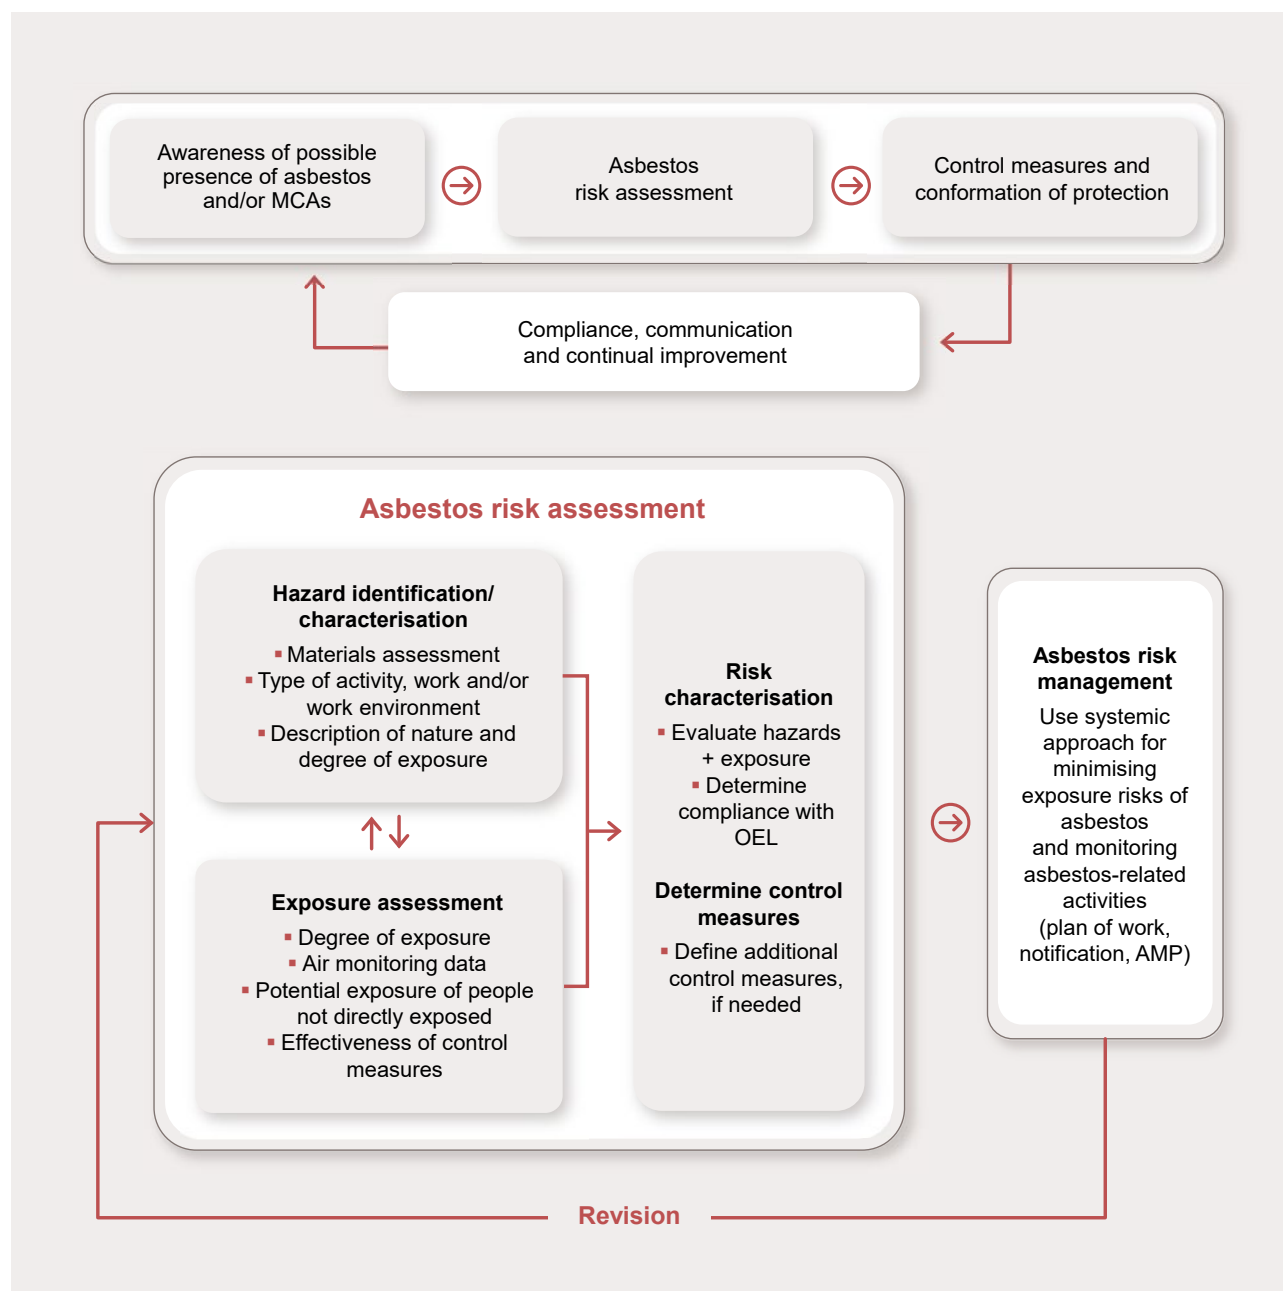 Awareness of possible
presence of asbestos
and/or MCAs
Asbestos
risk assessment
Control measures and
conformation of protection
Compliance, communication
and continual improvement
Asbestos risk assessment
Hazard identification/
characterisation
▪ Materials assessment
▪ Type of activity, work and/or
work environment
▪ Description of nature and
degree of exposure
Exposure assessment
▪ Degree of exposure
▪ Air monitoring data
▪ Potential exposure of people
not directly exposed
▪ Effectiveness of control
measures
Risk
characterisation
▪ Evaluate hazards
+ exposure
▪ Determine
compliance with
OEL
Determine control
measures
▪ Define additional
control measures,
if needed
Asbestos risk
management
Use systemic
approach for
minimising
exposure risks of
asbestos
and monitoring
asbestos-related
activities
(plan of work,
notification, AMP)
Revision